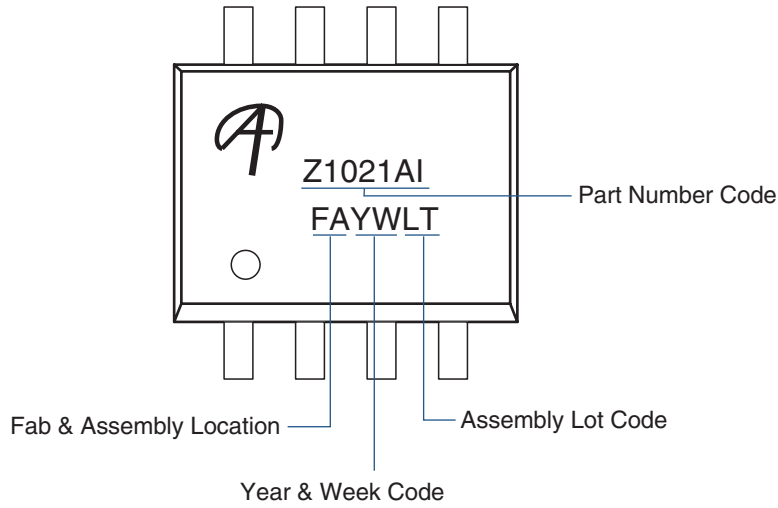 Z1021AI
Part Number Code
FAYWLT
Fab & Assembly Location
Assembly Lot Code
Year & Week Code